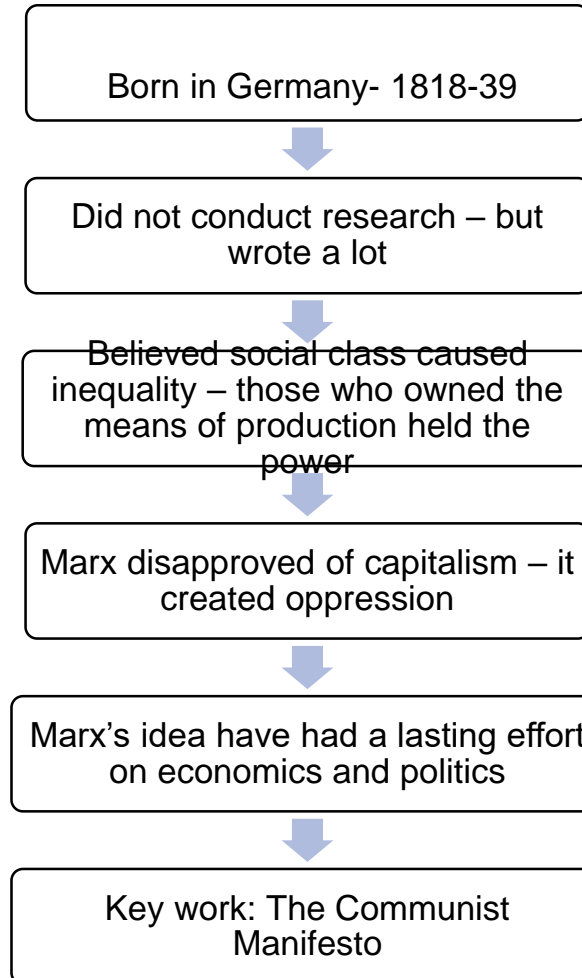 Born in Germany- 1818-39
Did not conduct research – but
wrote a lot
Believed social class caused
inequality – those who owned the
means of production held the
power
Marx disapproved of capitalism – it
created oppression
Marx's idea have had a lasting effort
on economics and politics
Key work: The Communist
Manifesto